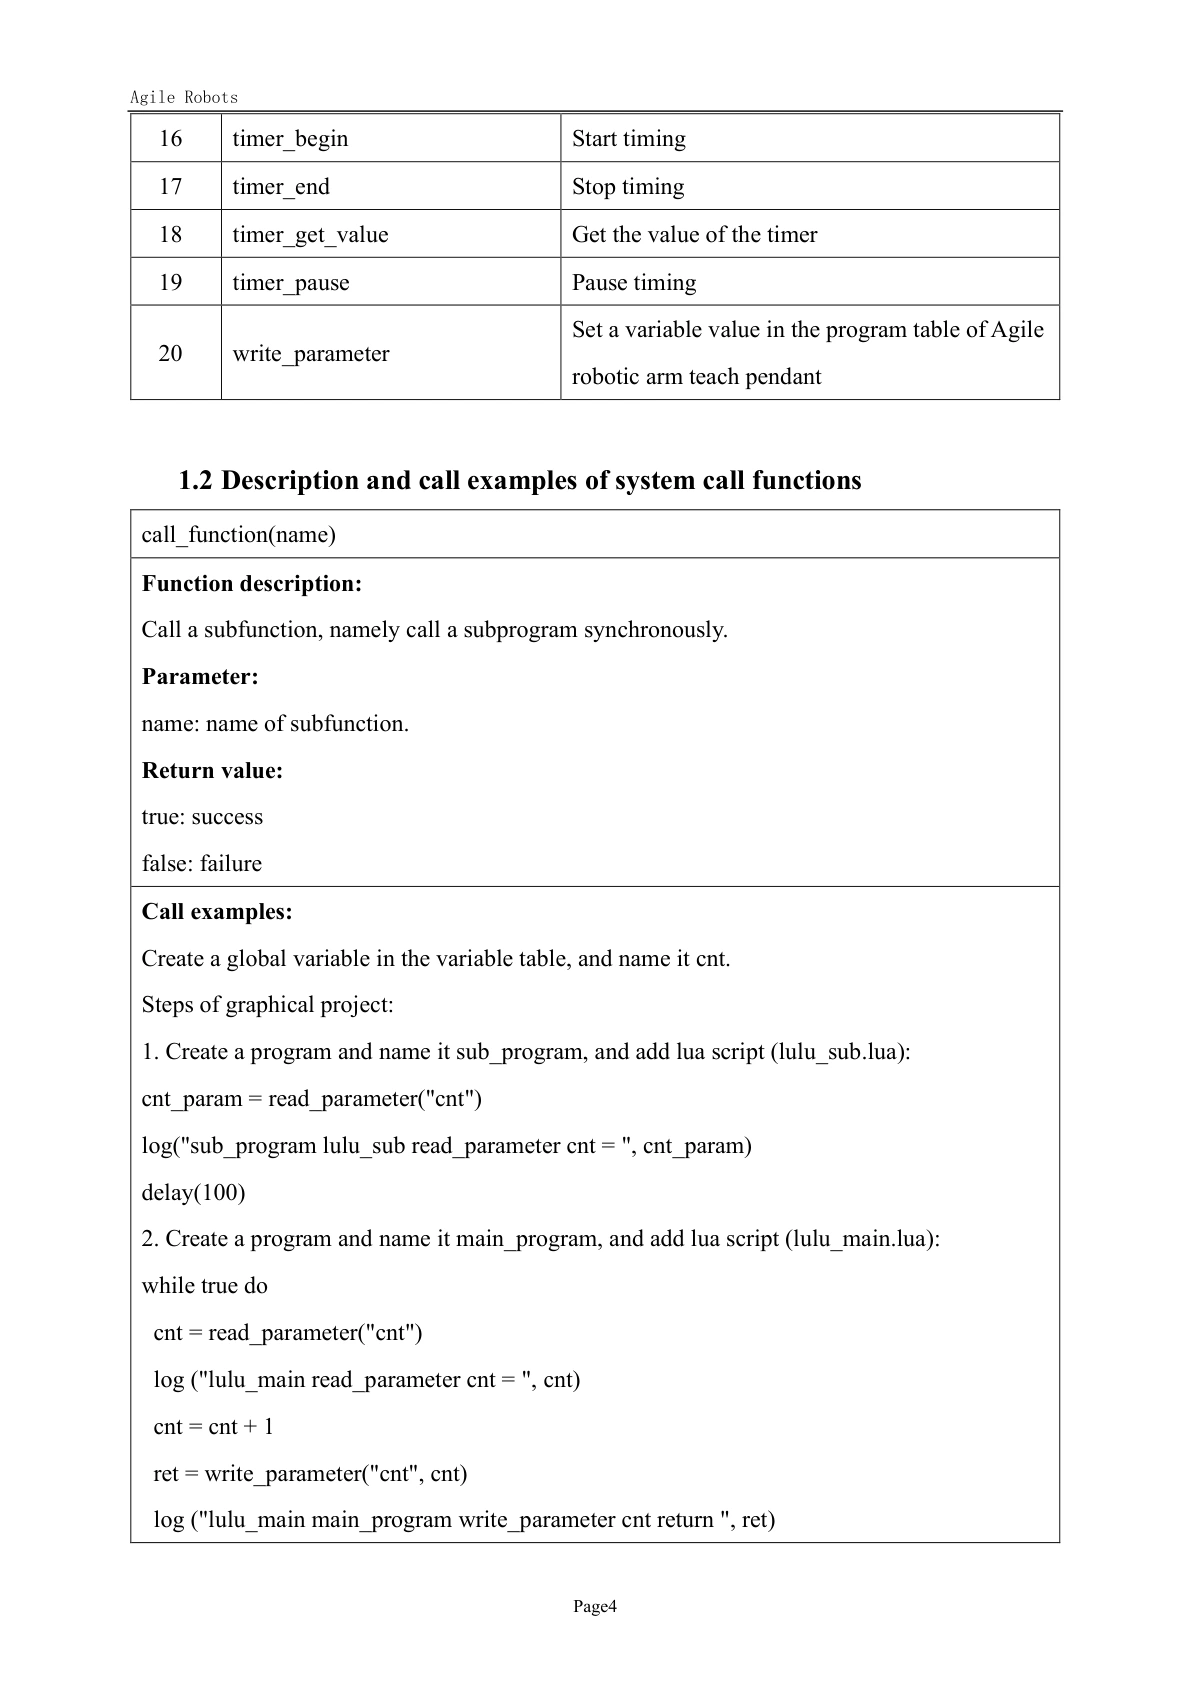 Agile Robots
16 timer_begin Start timing
17 timer_end Stop timing
18 timer_get_value Get the value of the timer
19 timer_pause Pause timing
20 write_parameter Set a variable value in the program table of Agile
robotic arm teach pendant
1.2 Description and call examples of system call functions
call_function(name)
Function description:
Call a subfunction, namely call a subprogram synchronously.
Parameter:
name: name of subfunction.
Return value:
true: success
false: failure
Call examples:
Create a global variable in the variable table, and name it cnt.
Steps of graphical project:
1. Create a program and name it sub_program, and add lua script (lulu_sub.lua):
cnt_param = read_parameter("cnt")
log("sub_program lulu_sub read_parameter cnt = ", cnt_param)
delay(100)
2. Create a program and name it main_program, and add lua script (lulu_main.lua):
while true do
cnt = read_parameter("cnt")
log ("lulu_main read_parameter cnt = ", cnt)
cnt = cnt + 1
ret = write_parameter("cnt", cnt)
log ("lulu_main main_program write_parameter cnt return ", ret)
Page4